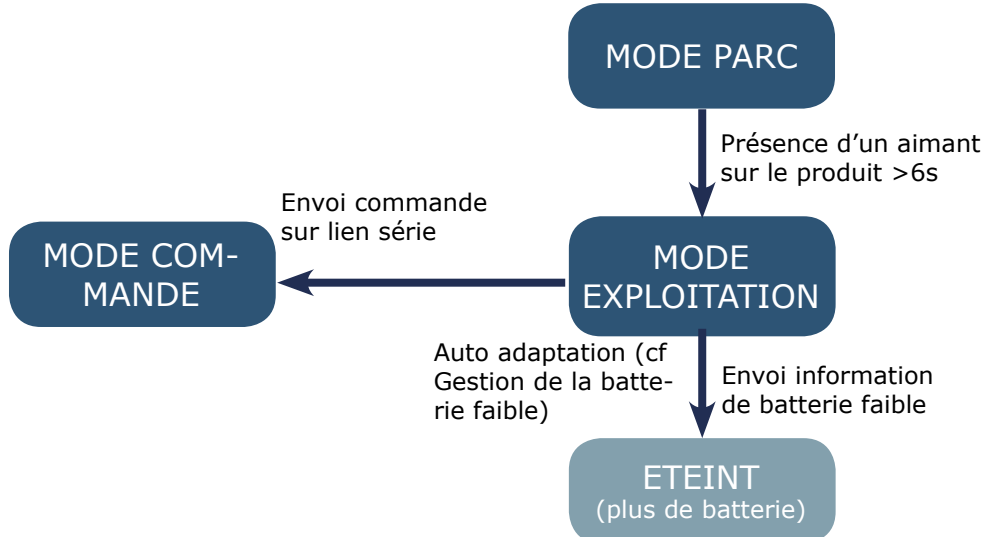 MODE PARC
Présence d’un aimant
sur le produit >6s
Envoi commande
sur lien série
MODE COM-
MANDE
MODE
EXPLOITATION
Auto adaptation (cf
Gestion de la batte-
rie faible)
Envoi information
de batterie faible
ETEINT
(plus de batterie)